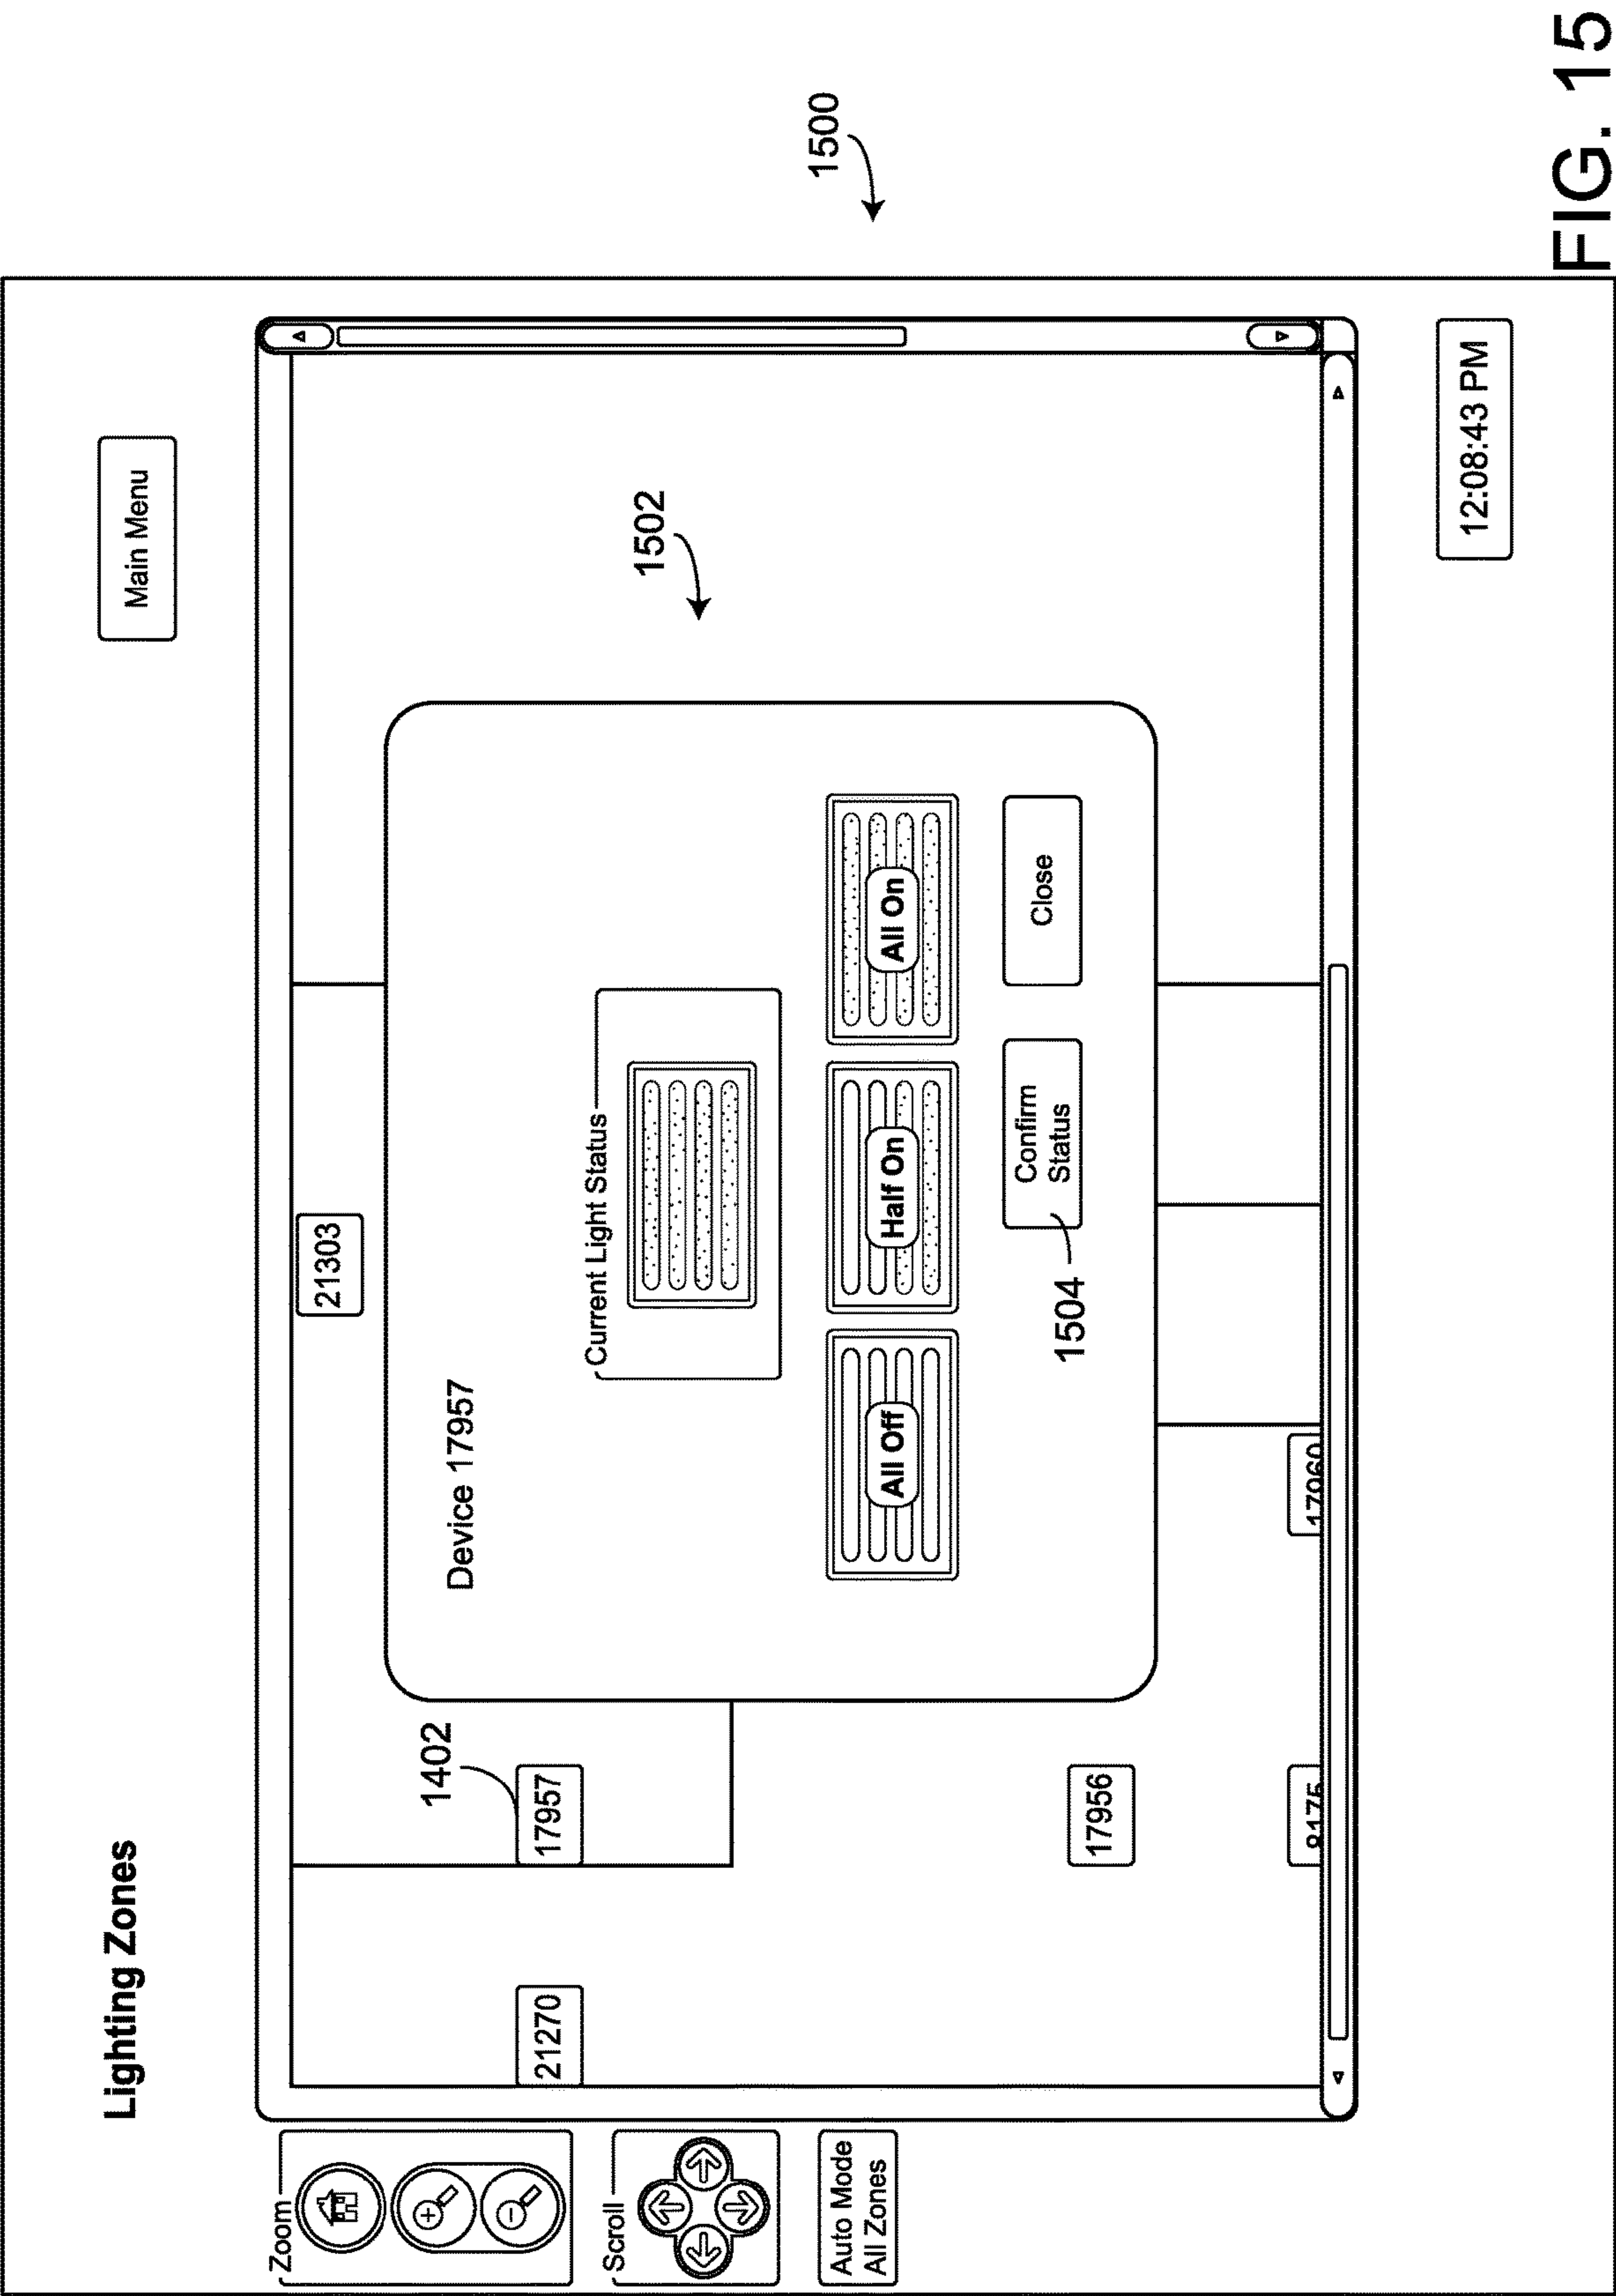 Lighting Zones
Main Menu
Zoom
Scroll
Auto Mode
All Zones
21303
1402
17957
21270
17956
Device 17957
1502
Current Light Status
All Off
Half On
All On
1504
Confirm
Status
Close
12:08:43 PM
1500
FIG. 15